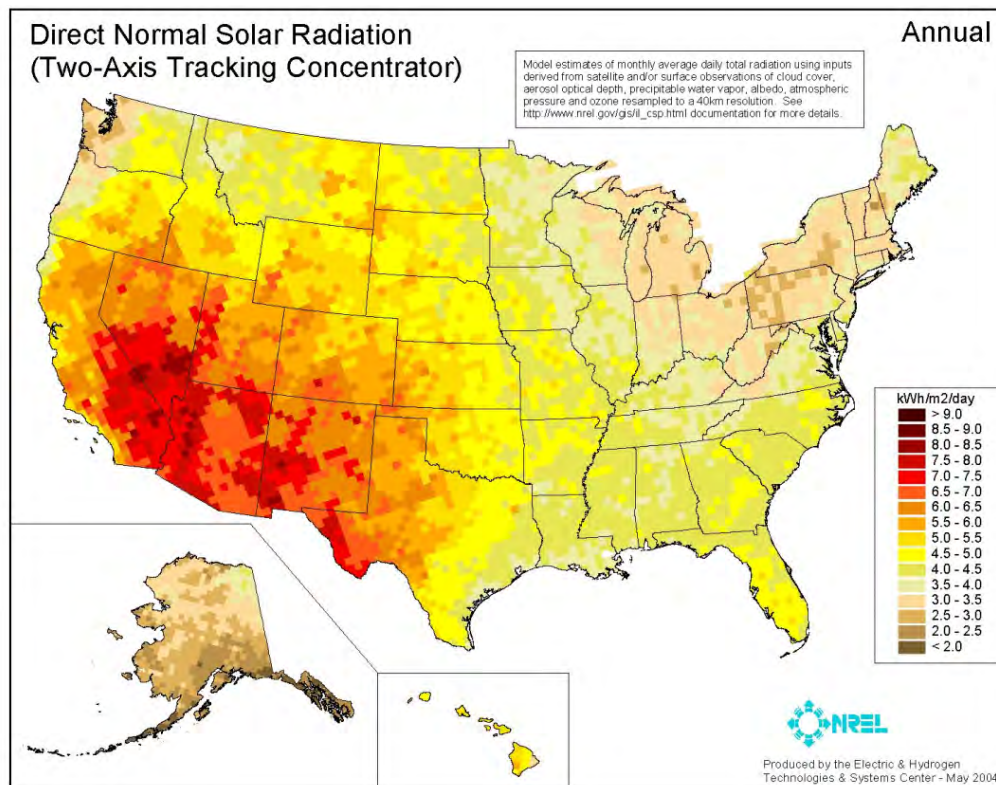 Direct Normal Solar Radiation
(Two-Axis Tracking Concentrator)
Annual
Model estimates of monthly average daily total radiation using inputs
derived from satellite and/or surface observations of cloud cover,
aerosol optical depth, precipitable water vapor, albedo, atmospheric
pressure and ozone resampled to a 40km resolution. See
http://www.nrel.gov/gis/il_csp.html documentation for more details.
kWh/m2/day
> 9.0
8.5 - 9.0
8.0 - 8.5
7.5 - 8.0
7.0 - 7.5
6.5 - 7.0
6.0 - 6.5
5.5 - 6.0
5.0 - 5.5
4.5 - 5.0
4.0 - 4.5
3.5 - 4.0
3.0 - 3.5
2.5 - 3.0
2.0 - 2.5
< 2.0
NREL
Produced by the Electric & Hydrogen
Technologies & Systems Center - May 2004